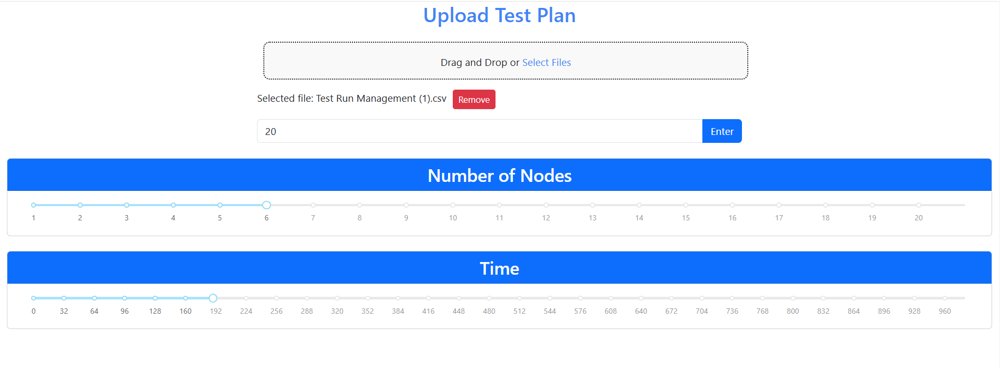 Upload Test Plan
Drag and Drop or Select Files
Selected file: Test Run Management (1).csv Remove
20 Enter
Number of Nodes
1 2 3 4 5 6 7 8 9 10 11 12 13 14 15 16 17 18 19 20
Time
0 32 64 96 128 160 192 224 256 288 320 352 384 416 448 480 512 544 576 608 640 672 704 736 768 800 832 864 896 928 960